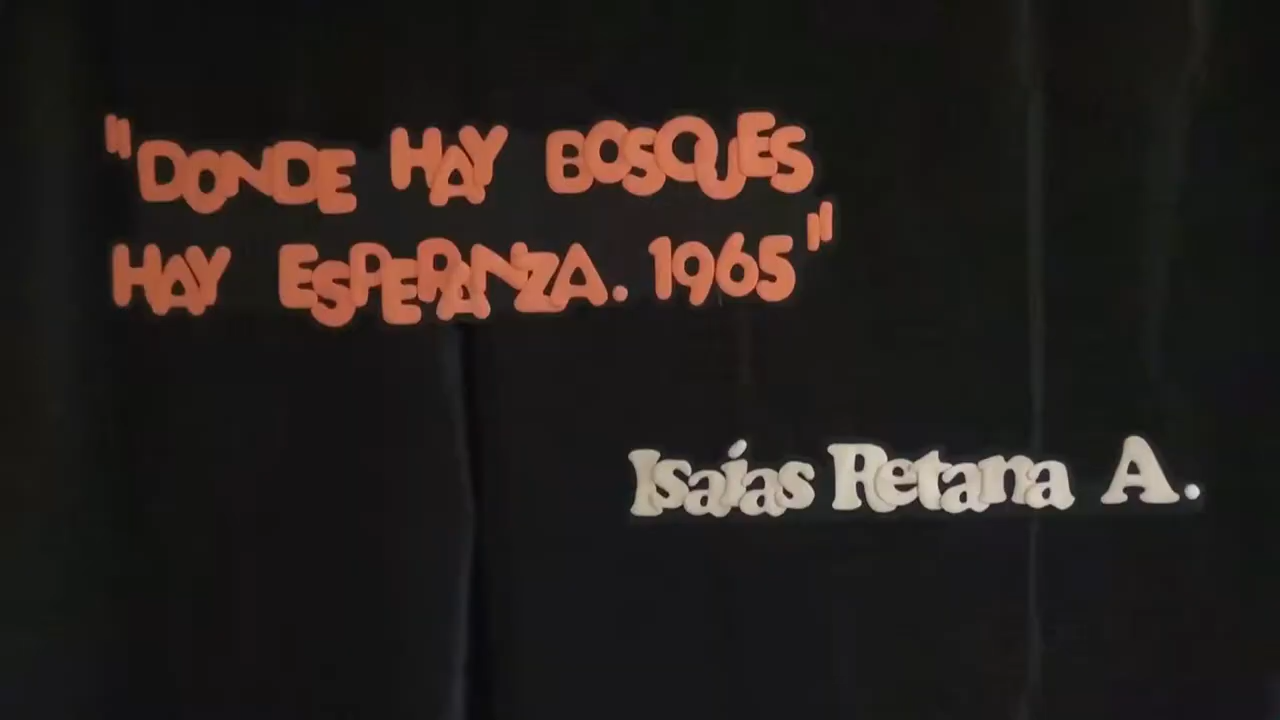 "DONDE HAY BOSQUES
HAY ESPERANZA. 1965"
Isaías Retana A.